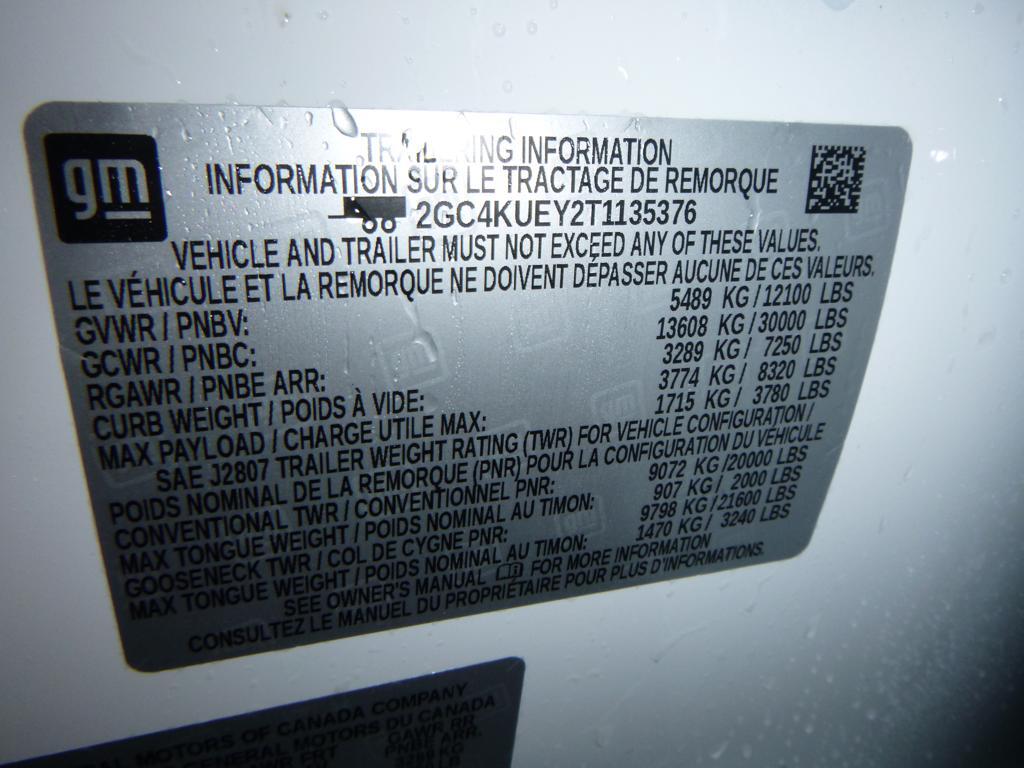 gm
TRAILERING INFORMATION
INFORMATION SUR LE TRACTAGE DE REMORQUE
2GC4KUEY2T1135376
VEHICLE AND TRAILER MUST NOT EXCEED ANY OF THESE VALUES.
LE VÉHICULE ET LA REMORQUE NE DOIVENT DÉPASSER AUCUNE DE CES VALEURS.
GVWR / PNBV: 5489 KG/12100 LBS
GCWR / PNBC: 13608 KG/30000 LBS
RGAWR / PNBE ARR: 3289 KG/ 7250 LBS
CURB WEIGHT / POIDS À VIDE: 3774 KG/ 8320 LBS
MAX PAYLOAD / CHARGE UTILE MAX: 1715 KG/ 3780 LBS
SAE J2807 TRAILER WEIGHT RATING (TWR) FOR VEHICLE CONFIGURATION /
POIDS NOMINAL DE LA REMORQUE (PNR) POUR LA CONFIGURATION DU VÉHICULE
CONVENTIONAL TWR / CONVENTIONNEL PNR: 9072 KG/20000 LBS
MAX TONGUE WEIGHT / POIDS NOMINAL AU TIMON: 907 KG/ 2000 LBS
GOOSENECK TWR / COL DE CYGNE PNR: 9798 KG/21600 LBS
MAX TONGUE WEIGHT / POIDS NOMINAL AU TIMON: 1470 KG/ 3240 LBS
SEE OWNER'S MANUAL FOR MORE INFORMATION
CONSULTEZ LE MANUEL DU PROPRIÉTAIRE POUR PLUS D'INFORMATIONS.
MOTORS OF CANADA COMPANY
GENERAL MOTORS DU CANADA
GAWR RR
PNBE ARR.